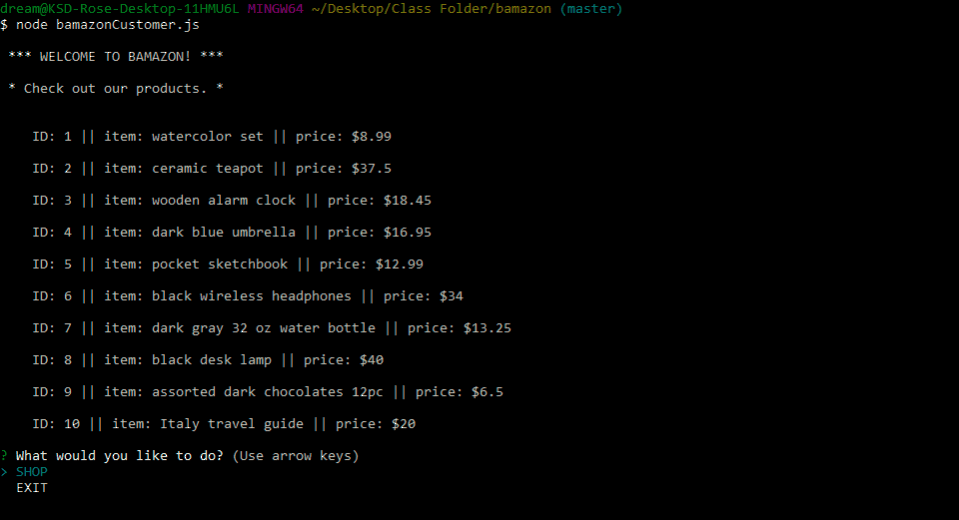 dream@KSD-Rose-Desktop-11HMU6L MINGW64 ~/Desktop/Class Folder/bamazon (master)
$ node bamazonCustomer.js
*** WELCOME TO BAMAZON! ***
* Check out our products. *
ID: 1 || item: watercolor set || price: $8.99
ID: 2 || item: ceramic teapot || price: $37.5
ID: 3 || item: wooden alarm clock || price: $18.45
ID: 4 || item: dark blue umbrella || price: $16.95
ID: 5 || item: pocket sketchbook || price: $12.99
ID: 6 || item: black wireless headphones || price: $34
ID: 7 || item: dark gray 32 oz water bottle || price: $13.25
ID: 8 || item: black desk lamp || price: $40
ID: 9 || item: assorted dark chocolates 12pc || price: $6.5
ID: 10 || item: Italy travel guide || price: $20
? What would you like to do? (Use arrow keys)
> SHOP
EXIT